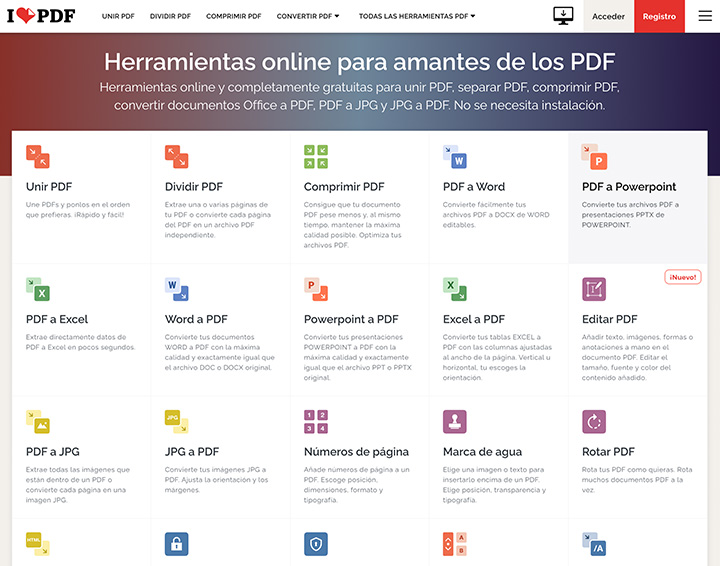 I PDF
UNIR PDF DIVIDIR PDF COMPRIMIR PDF CONVERTIR PDF TODAS LAS HERRAMIENTAS PDF Acceder Registro
Herramientas online para amantes de los PDF
Herramientas online y completamente gratuitas para unir PDF, separar PDF, comprimir PDF,
convertir documentos Office a PDF, PDF a JPG y JPG a PDF. No se necesita instalación.
Unir PDF
Une PDFs y ponlos en el orden
que prefieras. ¡Rápido y fácil!
Dividir PDF
Extrae una o varias páginas de
tu PDF o convierte cada página
del PDF en un archivo PDF
independiente.
Comprimir PDF
Consigue que tu documento
PDF pese menos y, al mismo
tiempo, mantener la máxima
calidad posible. Optimiza tus
archivos PDF.
W
PDF a Word
Convierte fácilmente tus
archivos PDF a DOCX de WORD
editables.
P
PDF a Powerpoint
Convierte tus archivos PDF a
presentaciones PPTX de
POWERPOINT.
X
PDF a Excel
Extrae directamente datos de
PDF a Excel en pocos segundos.
W
Word a PDF
Convierte tus documentos
WORD a PDF con la máxima
calidad y exactamente igual que
el archivo DOC o DOCX original.
P
Powerpoint a PDF
Convierte tus presentaciones
POWERPOINT a PDF con la
máxima calidad y exactamente
igual que el archivo PPT o PPTX
original.
X
Excel a PDF
Convierte tus tablas EXCEL a
PDF con las columnas ajustadas
al ancho de la página. Vertical u
horizontal, tu escoges la
orientación.
¡Nuevo!
T
Editar PDF
Añadir texto, imágenes, formas o
anotaciones a mano en el
documento PDF. Editar el
tamaño, fuente y color del
contenido añadido.
PDF a JPG
Extrae todas las imágenes que
están dentro de un PDF o
convierte cada página en una
imagen JPG.
JPG
JPG a PDF
Convierte tus imágenes JPG a
PDF. Ajusta la orientación y los
márgenes.
1 2
3 4
Números de página
Añade números de página a un
PDF. Escoge posición,
dimensiones, formato y
tipografía.
Marca de agua
Elige una imagen o texto para
insertarlo encima de un PDF.
Elige posición, transparencia y
tipografía.
Rotar PDF
Rota tus PDF como quieras. Rota
muchos documentos PDF a la
vez.
HTML
A
B
/A